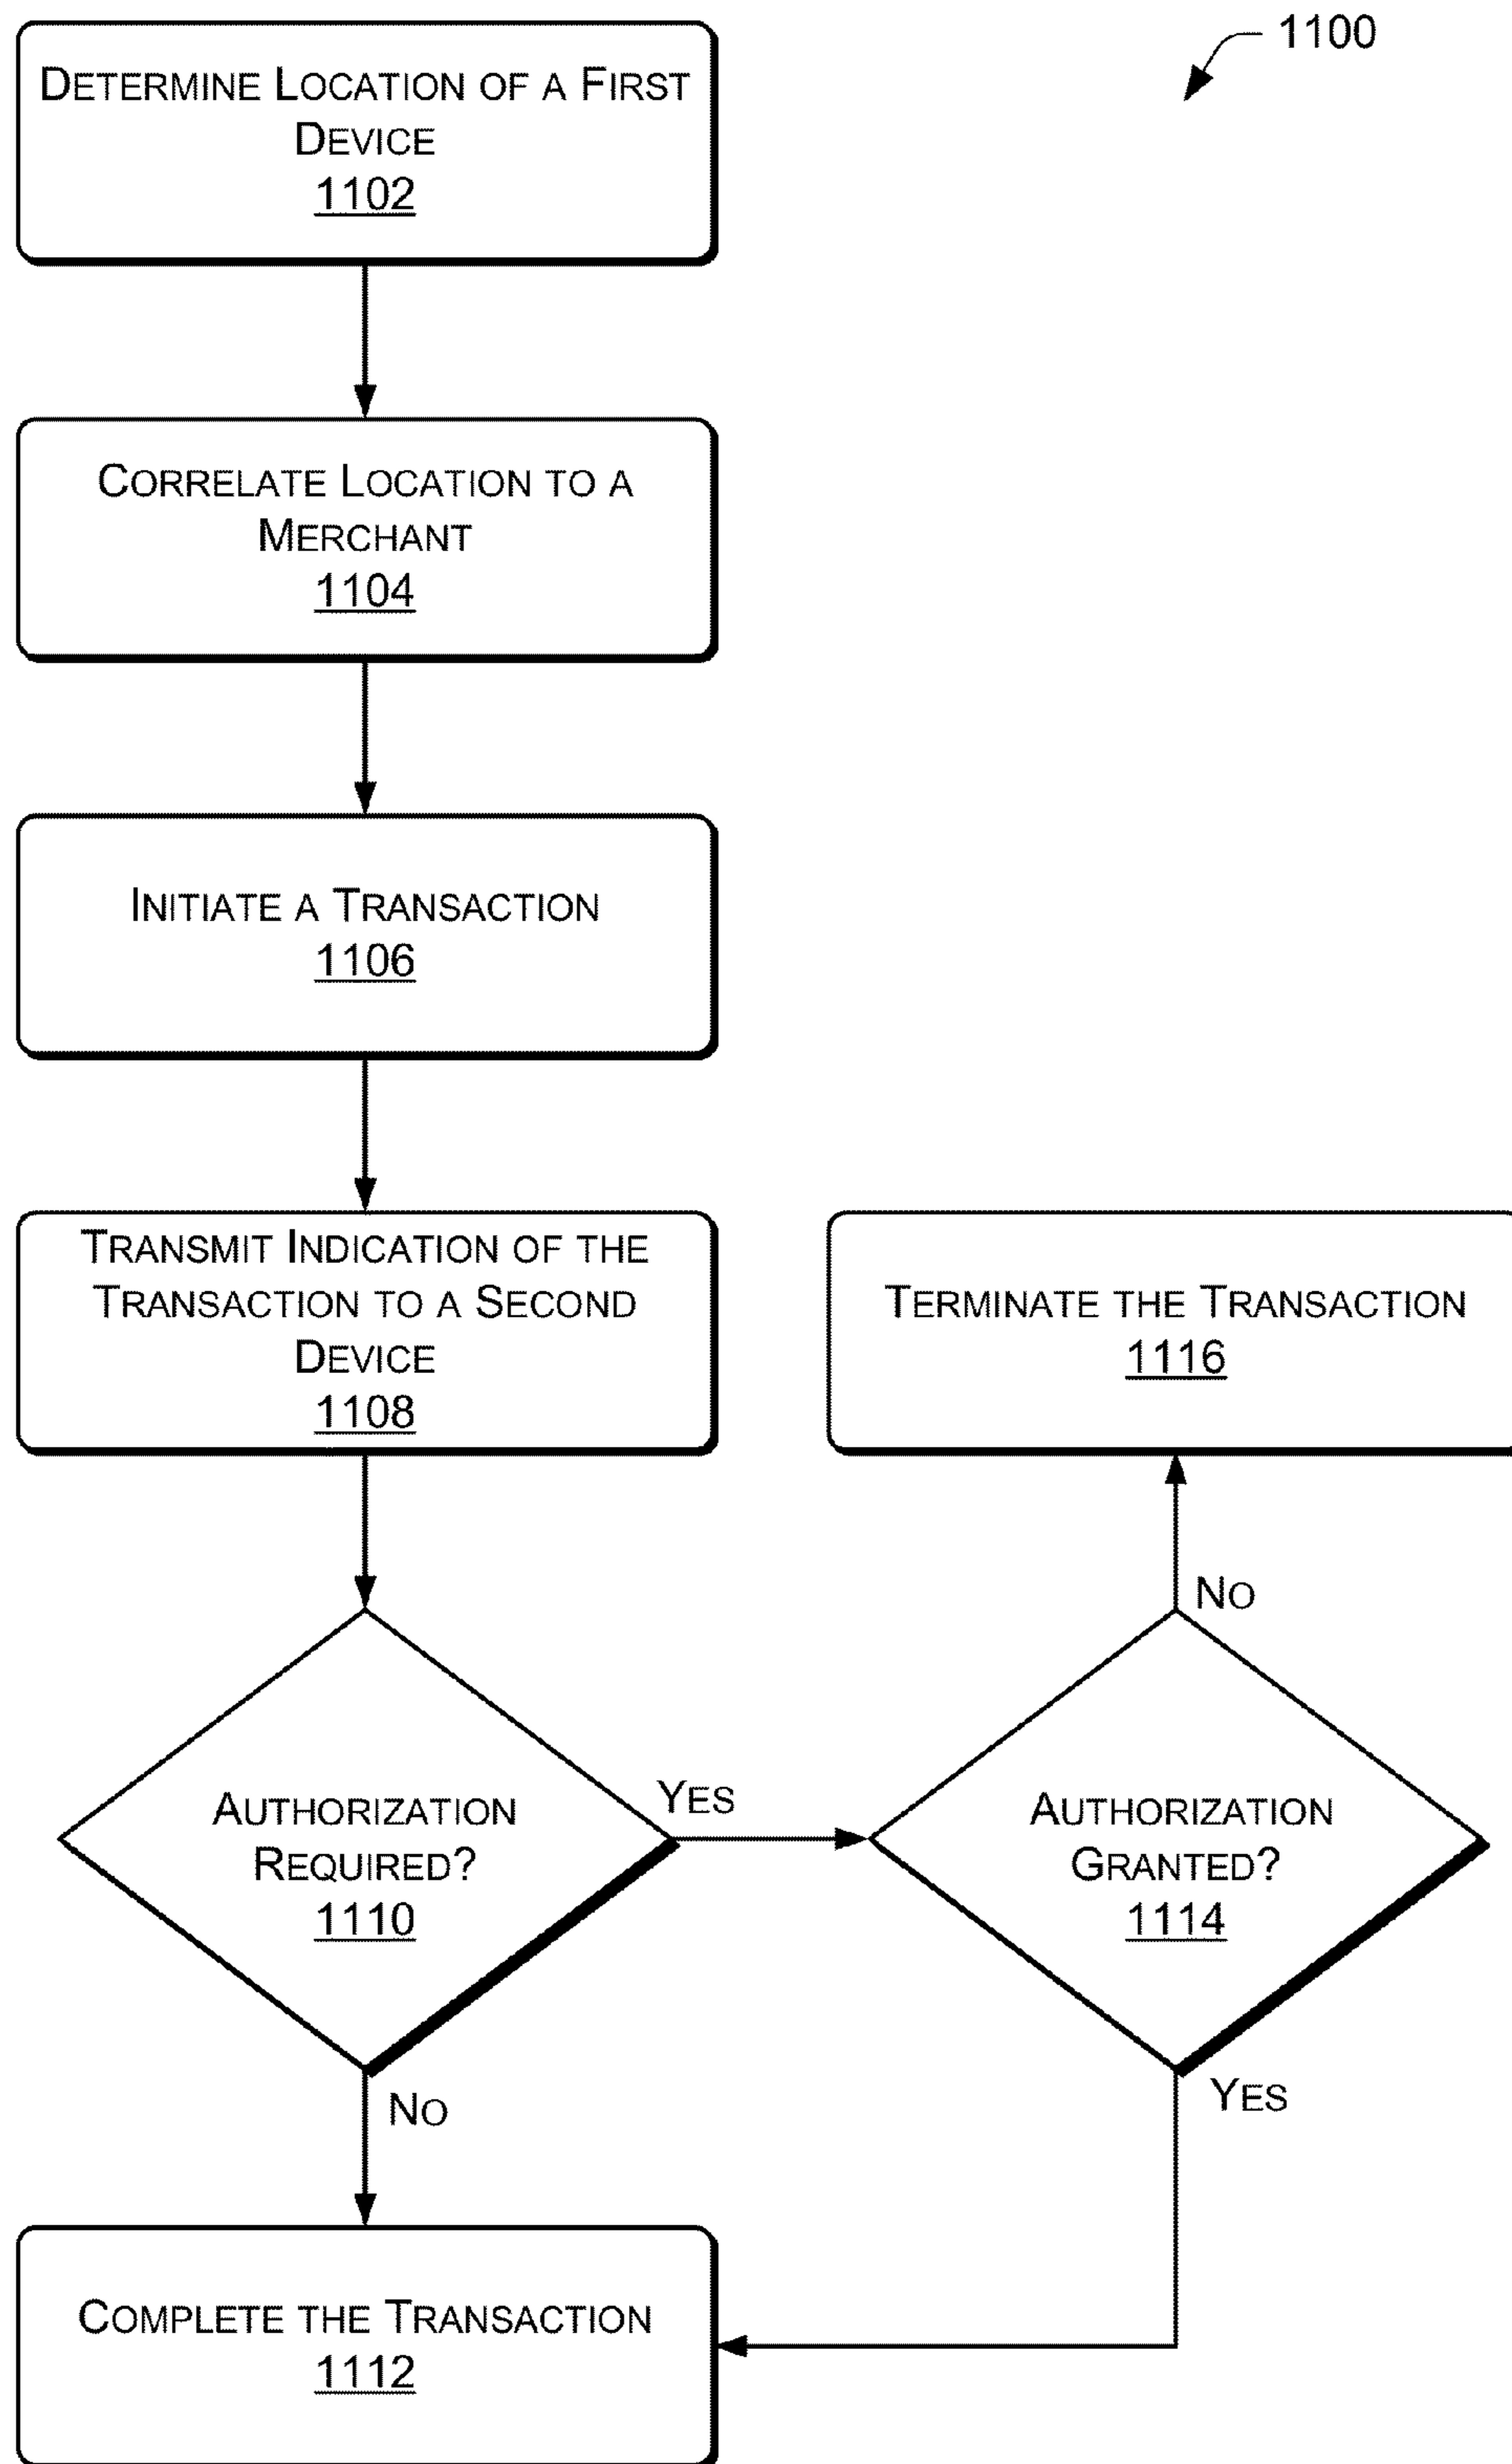 1100
DETERMINE LOCATION OF A FIRST
DEVICE
1102
CORRELATE LOCATION TO A
MERCHANT
1104
INITIATE A TRANSACTION
1106
TRANSMIT INDICATION OF THE
TRANSACTION TO A SECOND
DEVICE
1108
TERMINATE THE TRANSACTION
1116
NO
AUTHORIZATION
REQUIRED?
1110
YES
AUTHORIZATION
GRANTED?
1114
NO
YES
COMPLETE THE TRANSACTION
1112